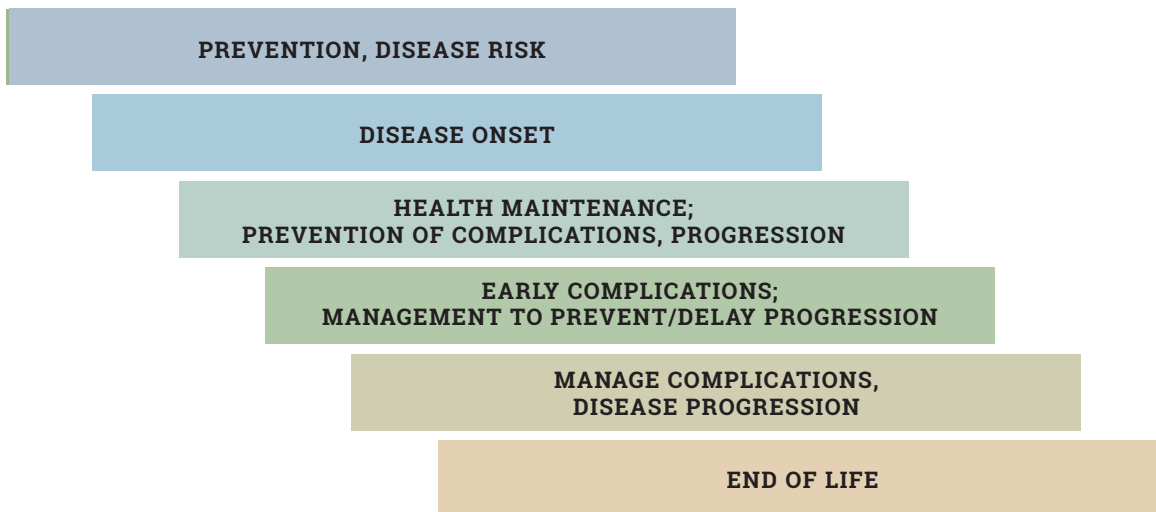 PREVENTION, DISEASE RISK
DISEASE ONSET
HEALTH MAINTENANCE;
PREVENTION OF COMPLICATIONS, PROGRESSION
EARLY COMPLICATIONS;
MANAGEMENT TO PREVENT/DELAY PROGRESSION
MANAGE COMPLICATIONS,
DISEASE PROGRESSION
END OF LIFE